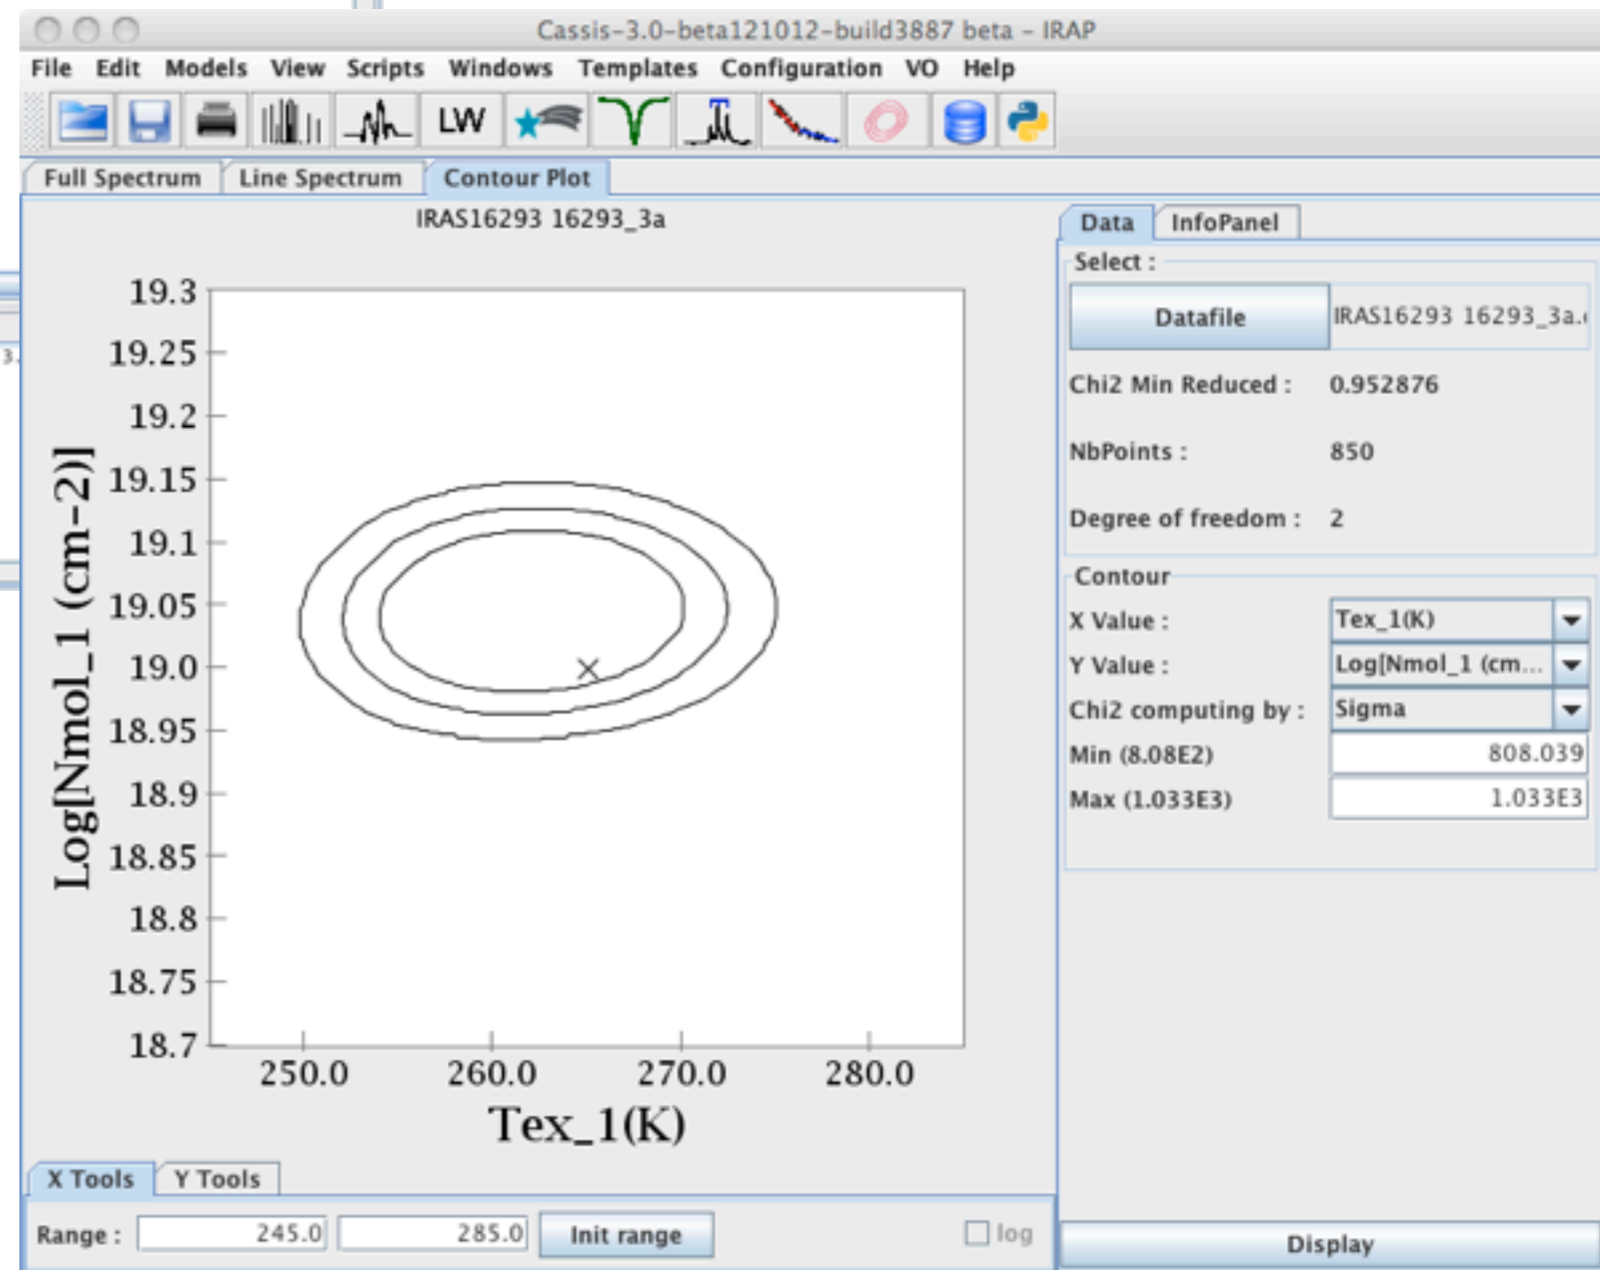 Cassis-3.0-beta121012-build3887 beta - IRAP
File Edit Models View Scripts Windows Templates Configuration VO Help
LW
Full Spectrum Line Spectrum Contour Plot
IRAS16293 16293_3a
19.3
19.25
19.2
19.15
19.1
19.05
19.0
18.95
18.9
18.85
18.8
18.75
18.7
Log[Nmol_1 (cm-2)]
250.0 260.0 270.0 280.0
Tex_1(K)
X Tools Y Tools
Range : 245.0 285.0 Init range log
Data InfoPanel
Select :
Datafile IRAS16293 16293_3a.
Chi2 Min Reduced : 0.952876
NbPoints : 850
Degree of freedom : 2
Contour
X Value : Tex_1(K)
Y Value : Log[Nmol_1 (cm...
Chi2 computing by : Sigma
Min (8.08E2) 808.039
Max (1.033E3) 1.033E3
Display
3.